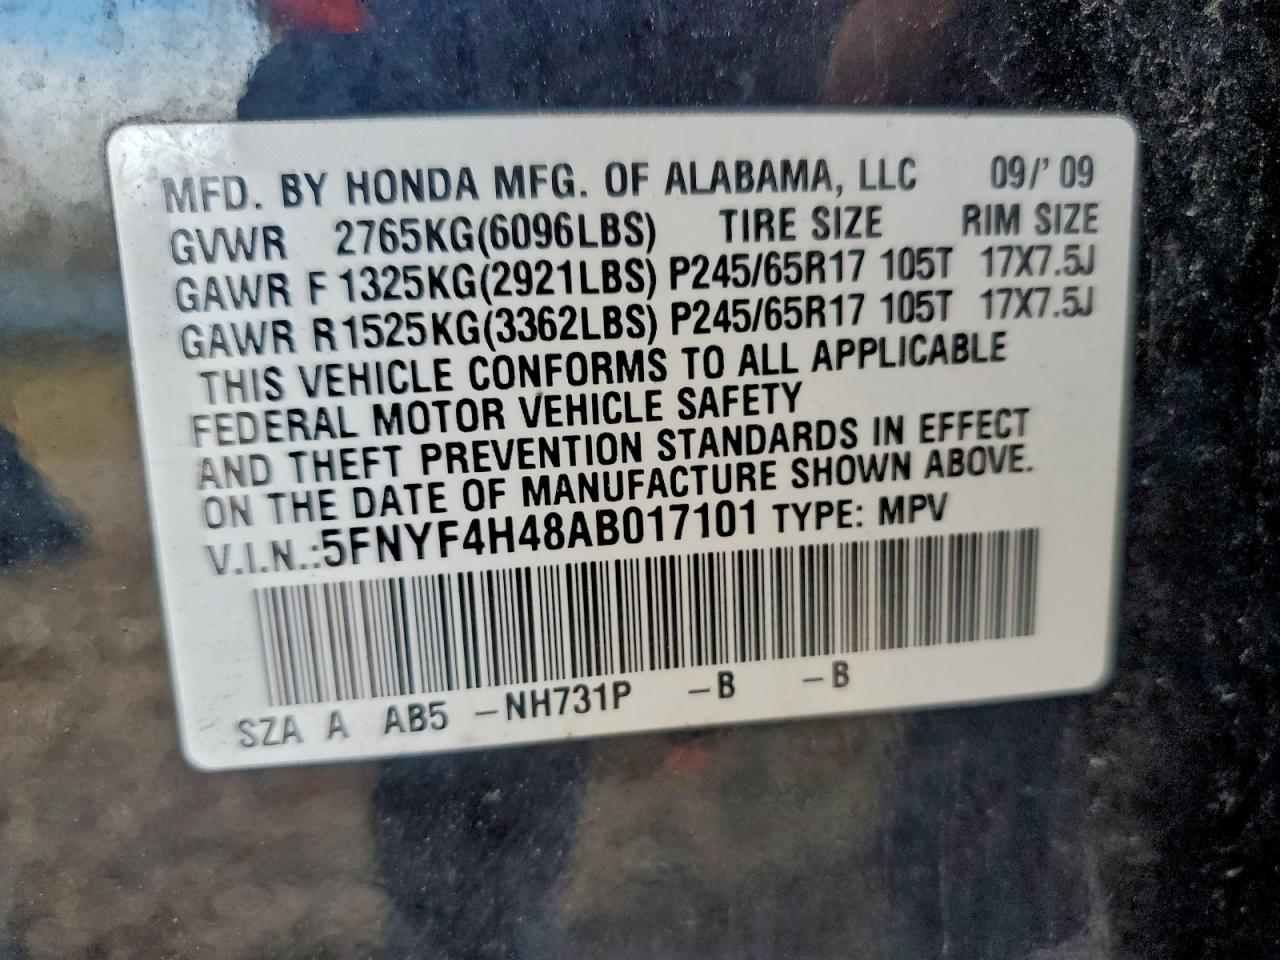 MFD. BY HONDA MFG. OF ALABAMA, LLC 09/' 09
GVWR 2765KG(6096LBS) TIRE SIZE RIM SIZE
GAWR F 1325KG(2921LBS) P245/65R17 105T 17X7.5J
GAWR R1525KG(3362LBS) P245/65R17 105T 17X7.5J
THIS VEHICLE CONFORMS TO ALL APPLICABLE
FEDERAL MOTOR VEHICLE SAFETY
AND THEFT PREVENTION STANDARDS IN EFFECT
ON THE DATE OF MANUFACTURE SHOWN ABOVE.
V.I.N.:5FNYF4H48AB017101 TYPE: MPV
SZA A AB5 –NH731P –B –B